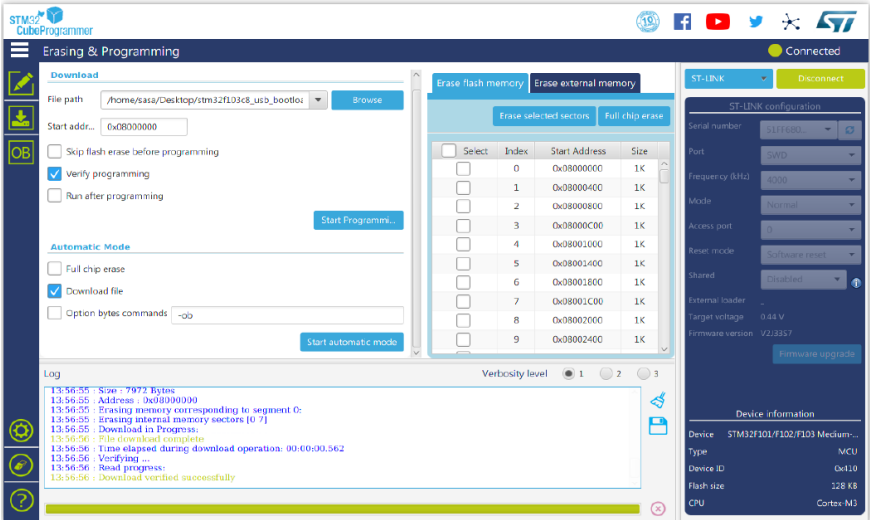 STM32
CubeProgrammer
Erasing & Programming
Connected
Download
File path /home/sasa/Desktop/stm32f103c8_usb_bootloa Browse
Start addr... 0x08000000
Skip flash erase before programming
Verify programming
Run after programming
Start Programmi...
Automatic Mode
Full chip erase
Download file
Option bytes commands -ob
Start automatic mode
Erase flash memory Erase external memory
Erase selected sectors Full chip erase
Select Index Start Address Size
0 0x08000000 1K
1 0x08000400 1K
2 0x08000800 1K
3 0x08000C00 1K
4 0x08001000 1K
5 0x08001400 1K
6 0x08001800 1K
7 0x08001C00 1K
8 0x08002000 1K
9 0x08002400 1K
Log
Verbosity level 1 2 3
13:56:55 : Size : 7972 Bytes
13:56:55 : Address : 0x08000000
13:56:55 : Erasing memory corresponding to segment 0:
13:56:55 : Erasing internal memory sectors [0 7]
13:56:55 : Download in Progress:
13:56:56 : File download complete
13:56:56 : Time elapsed during download operation: 00:00:00.562
13:56:56 : Verifying ...
13:56:56 : Read progress:
13:56:56 : Download verified successfully
ST-LINK Disconnect
ST-LINK configuration
Serial number
Port SWD
Frequency (kHz) 4000
Mode Normal
Access port 0
Reset mode Software reset
Shared Disabled
External loader _
Target voltage 0.44 V
Firmware version V2J35S7
Firmware upgrade
Device information
Device STM32F101/F102/F103 Medium-...
Type MCU
Device ID 0x410
Flash size 128 KB
CPU Cortex-M3
OB
10
ST